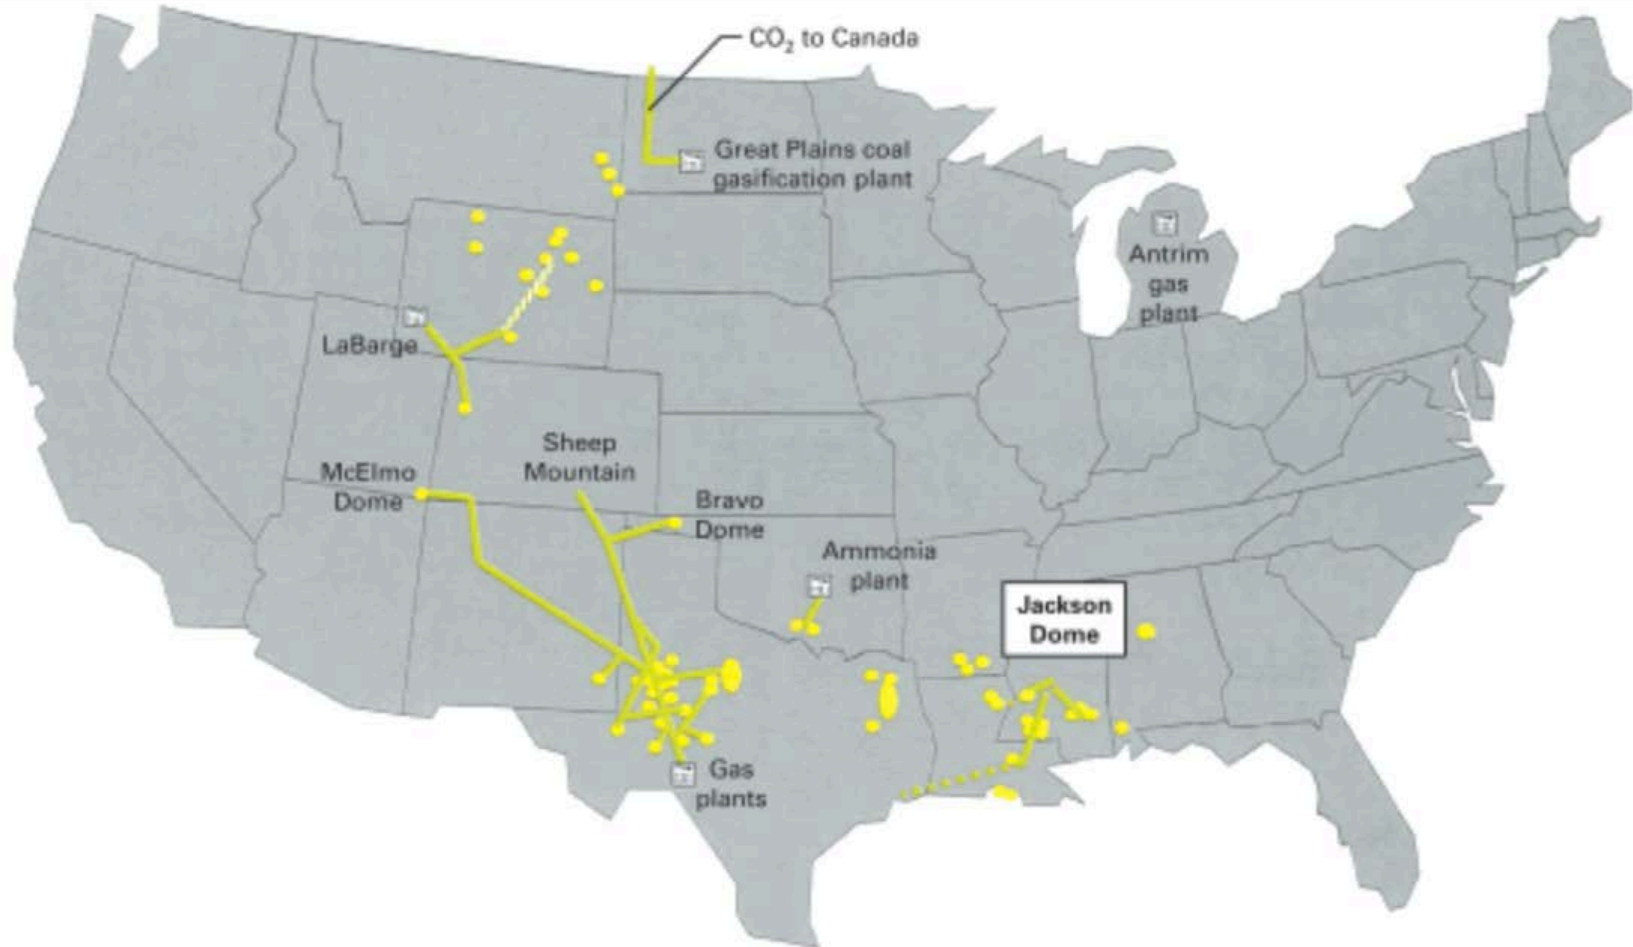 CO₂ to Canada
Great Plains coal
gasification plant
Antrim
gas
plant
LaBarge
Sheep
Mountain
McElmo
Dome
Bravo
Dome
Ammonia
plant
Jackson
Dome
Gas
plants